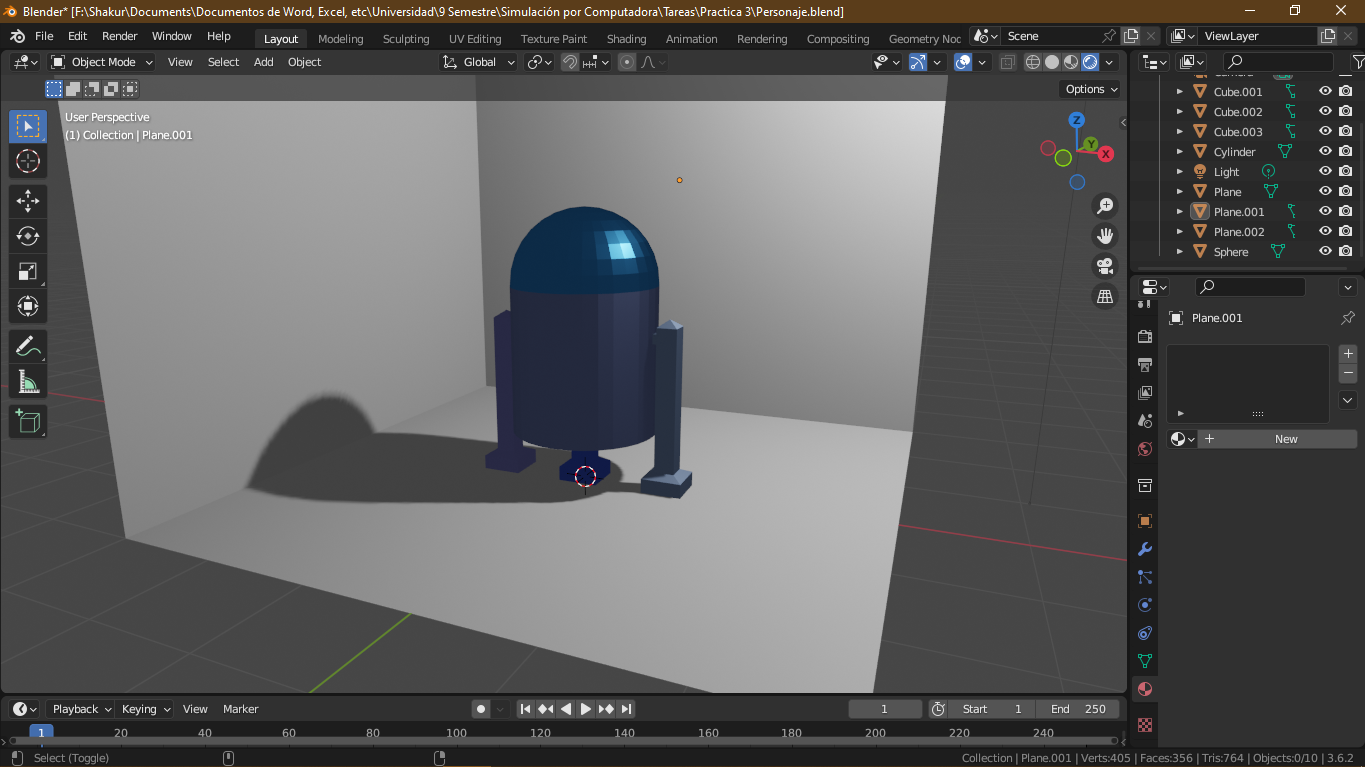 Blender* [F:\Shakur\Documents\Documentos de Word, Excel, etc\Universidad\9 Semestre\Simulación por Computadora\Tareas\Practica 3\Personaje.blend]
File Edit Render Window Help Layout Modeling Sculpting UV Editing Texture Paint Shading Animation Rendering Compositing Geometry Noc Scene ViewLayer
Object Mode View Select Add Object Global
Options
User Perspective
(1) Collection | Plane.001
Z
Y
X
Cube.001
Cube.002
Cube.003
Cylinder
Light
Plane
Plane.001
Plane.002
Sphere
Plane.001
New
Playback Keying View Marker 1 Start 1 End 250
1 20 40 60 80 100 120 140 160 180 200 220 240
Select (Toggle) Collection | Plane.001 | Verts:405 | Faces:356 | Tris:764 | Objects:0/10 | 3.6.2